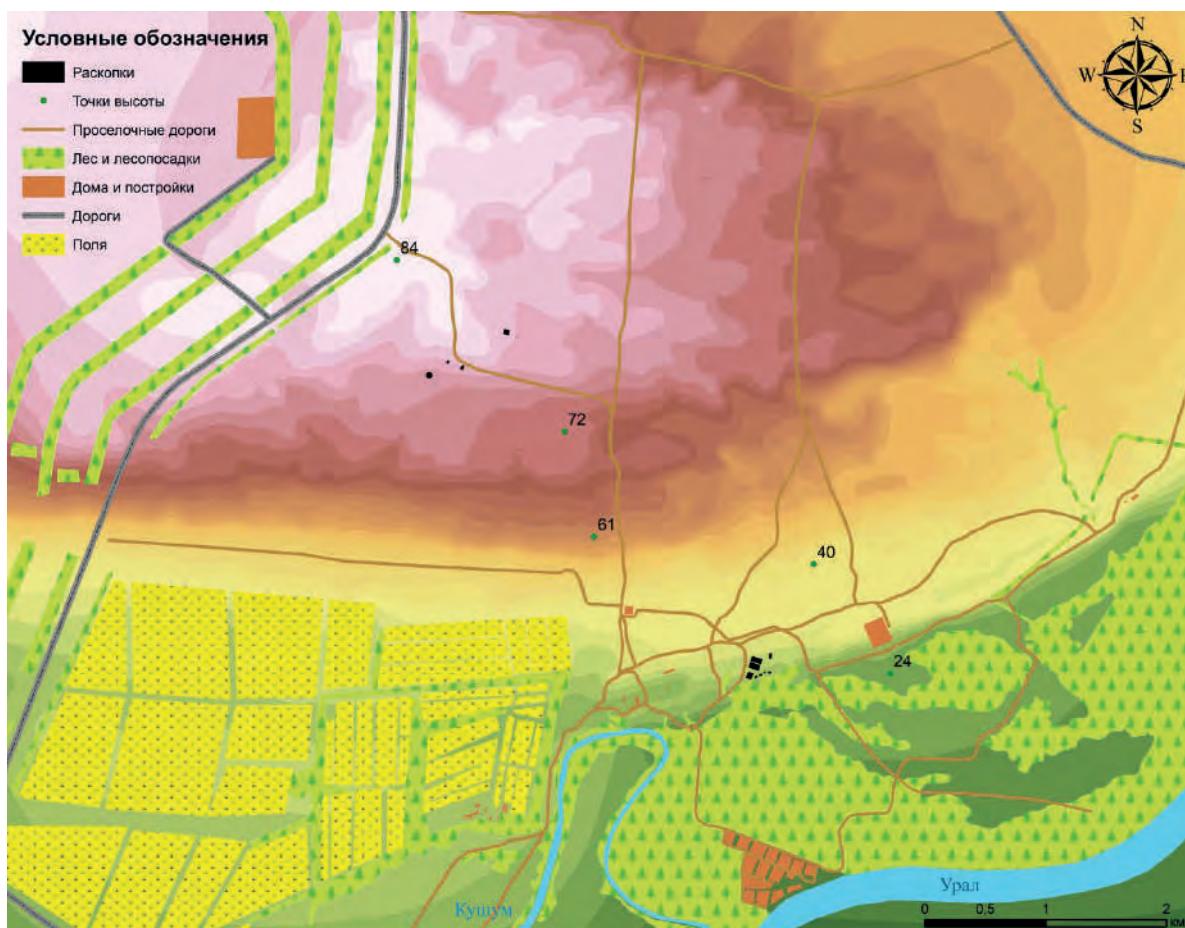 Условные обозначения
Раскопки
Точки высоты
Проселочные дороги
Лес и лесопосадки
Дома и постройки
Дороги
Поля
N
W
E
S
84
72
61
40
24
Кушум
Урал
0 0,5 1 2
км